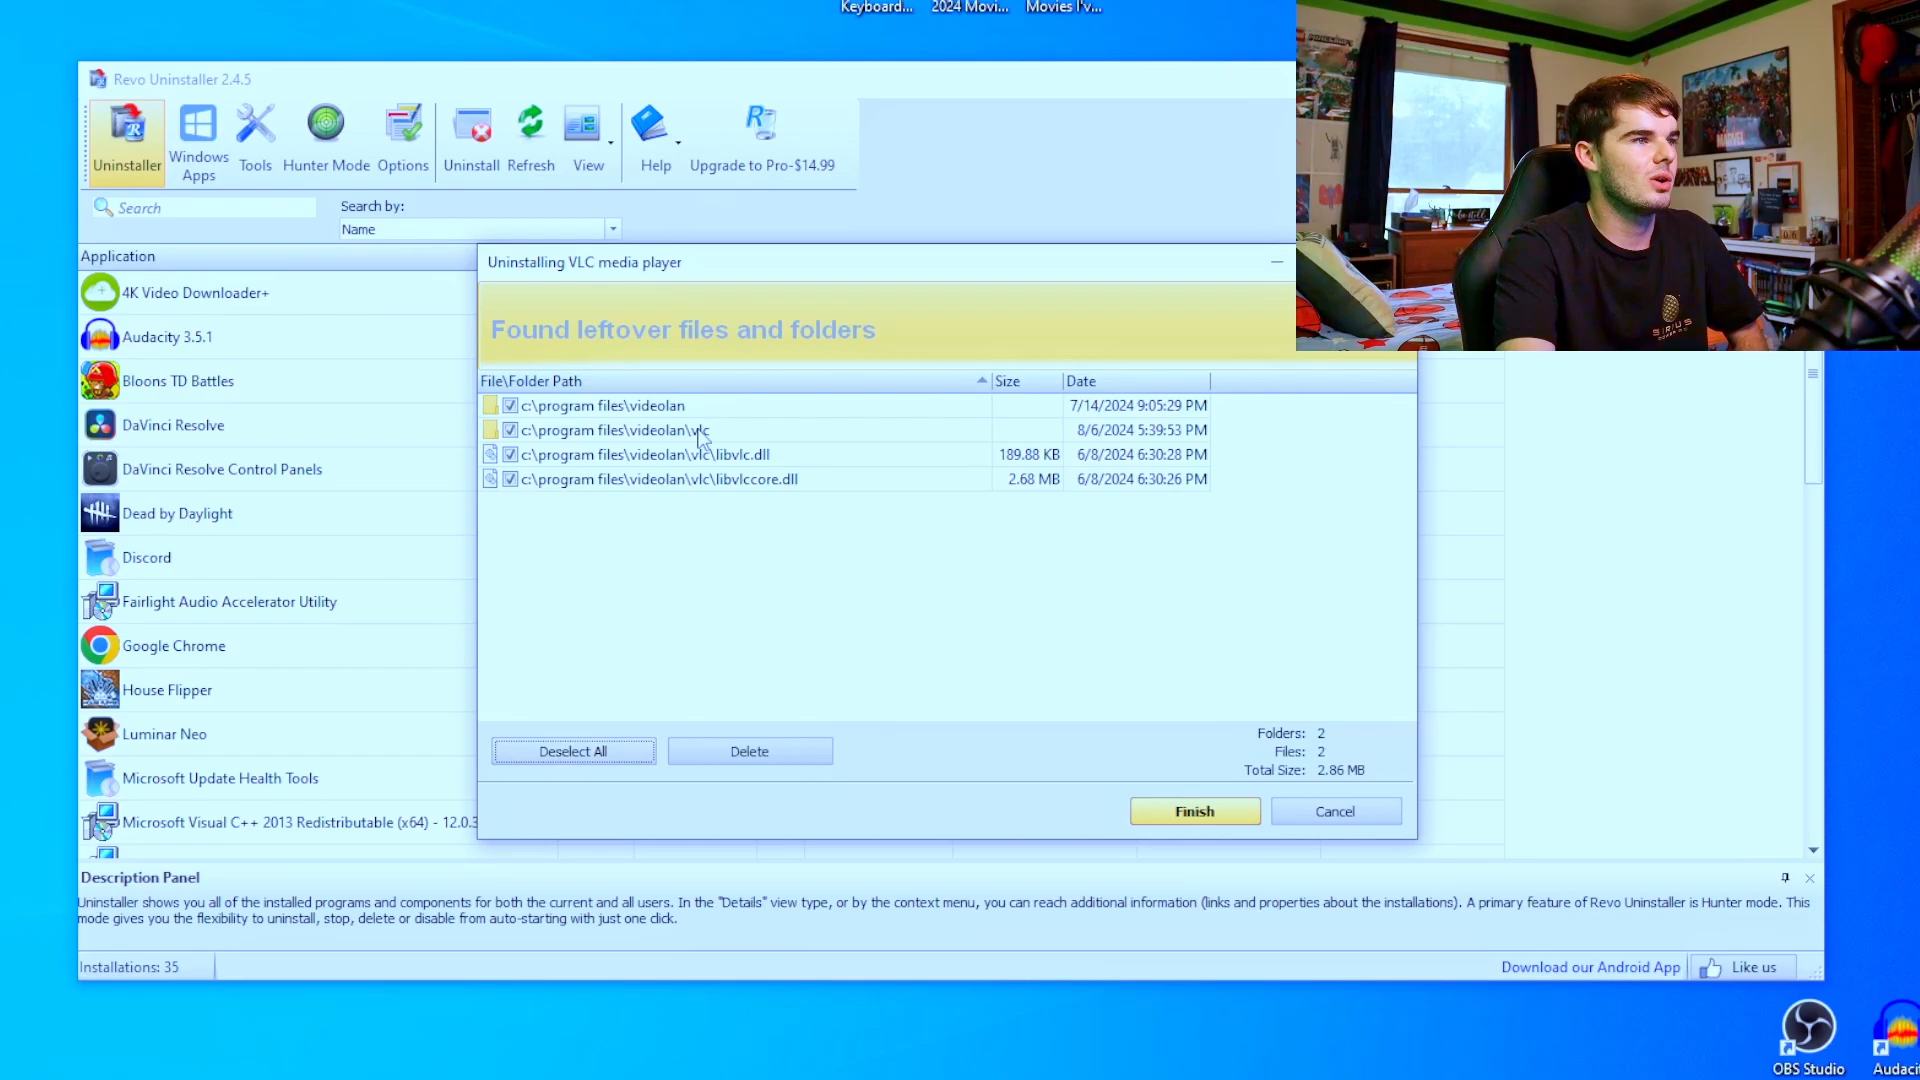 Keyboard... 2024 Movi... Movies I'v...
Revo Uninstaller 2.4.5
Uninstaller
Windows Apps
Tools
Hunter Mode
Options
Uninstall
Refresh
View
Help
Upgrade to Pro-$14.99
Search
Search by:
Name
Application
4K Video Downloader+
Audacity 3.5.1
Bloons TD Battles
DaVinci Resolve
DaVinci Resolve Control Panels
Dead by Daylight
Discord
Fairlight Audio Accelerator Utility
Google Chrome
House Flipper
Luminar Neo
Microsoft Update Health Tools
Microsoft Visual C++ 2013 Redistributable (x64) - 12.0.3
Uninstalling VLC media player
Found leftover files and folders
File\Folder Path Size Date
c:\program files\videolan 7/14/2024 9:05:29 PM
c:\program files\videolan\vlc 8/6/2024 5:39:53 PM
c:\program files\videolan\vlc\libvlc.dll 189.88 KB 6/8/2024 6:30:28 PM
c:\program files\videolan\vlc\libvlccore.dll 2.68 MB 6/8/2024 6:30:26 PM
Deselect All
Delete
Folders: 2
Files: 2
Total Size: 2.86 MB
Finish
Cancel
Description Panel
Uninstaller shows you all of the installed programs and components for both the current and all users. In the "Details" view type, or by the context menu, you can reach additional information (links and properties about the installations). A primary feature of Revo Uninstaller is Hunter mode. This
mode gives you the flexibility to uninstall, stop, delete or disable from auto-starting with just one click.
Installations: 35
Download our Android App
Like us
OBS Studio
Audaci
MARVEL
SIRIUS